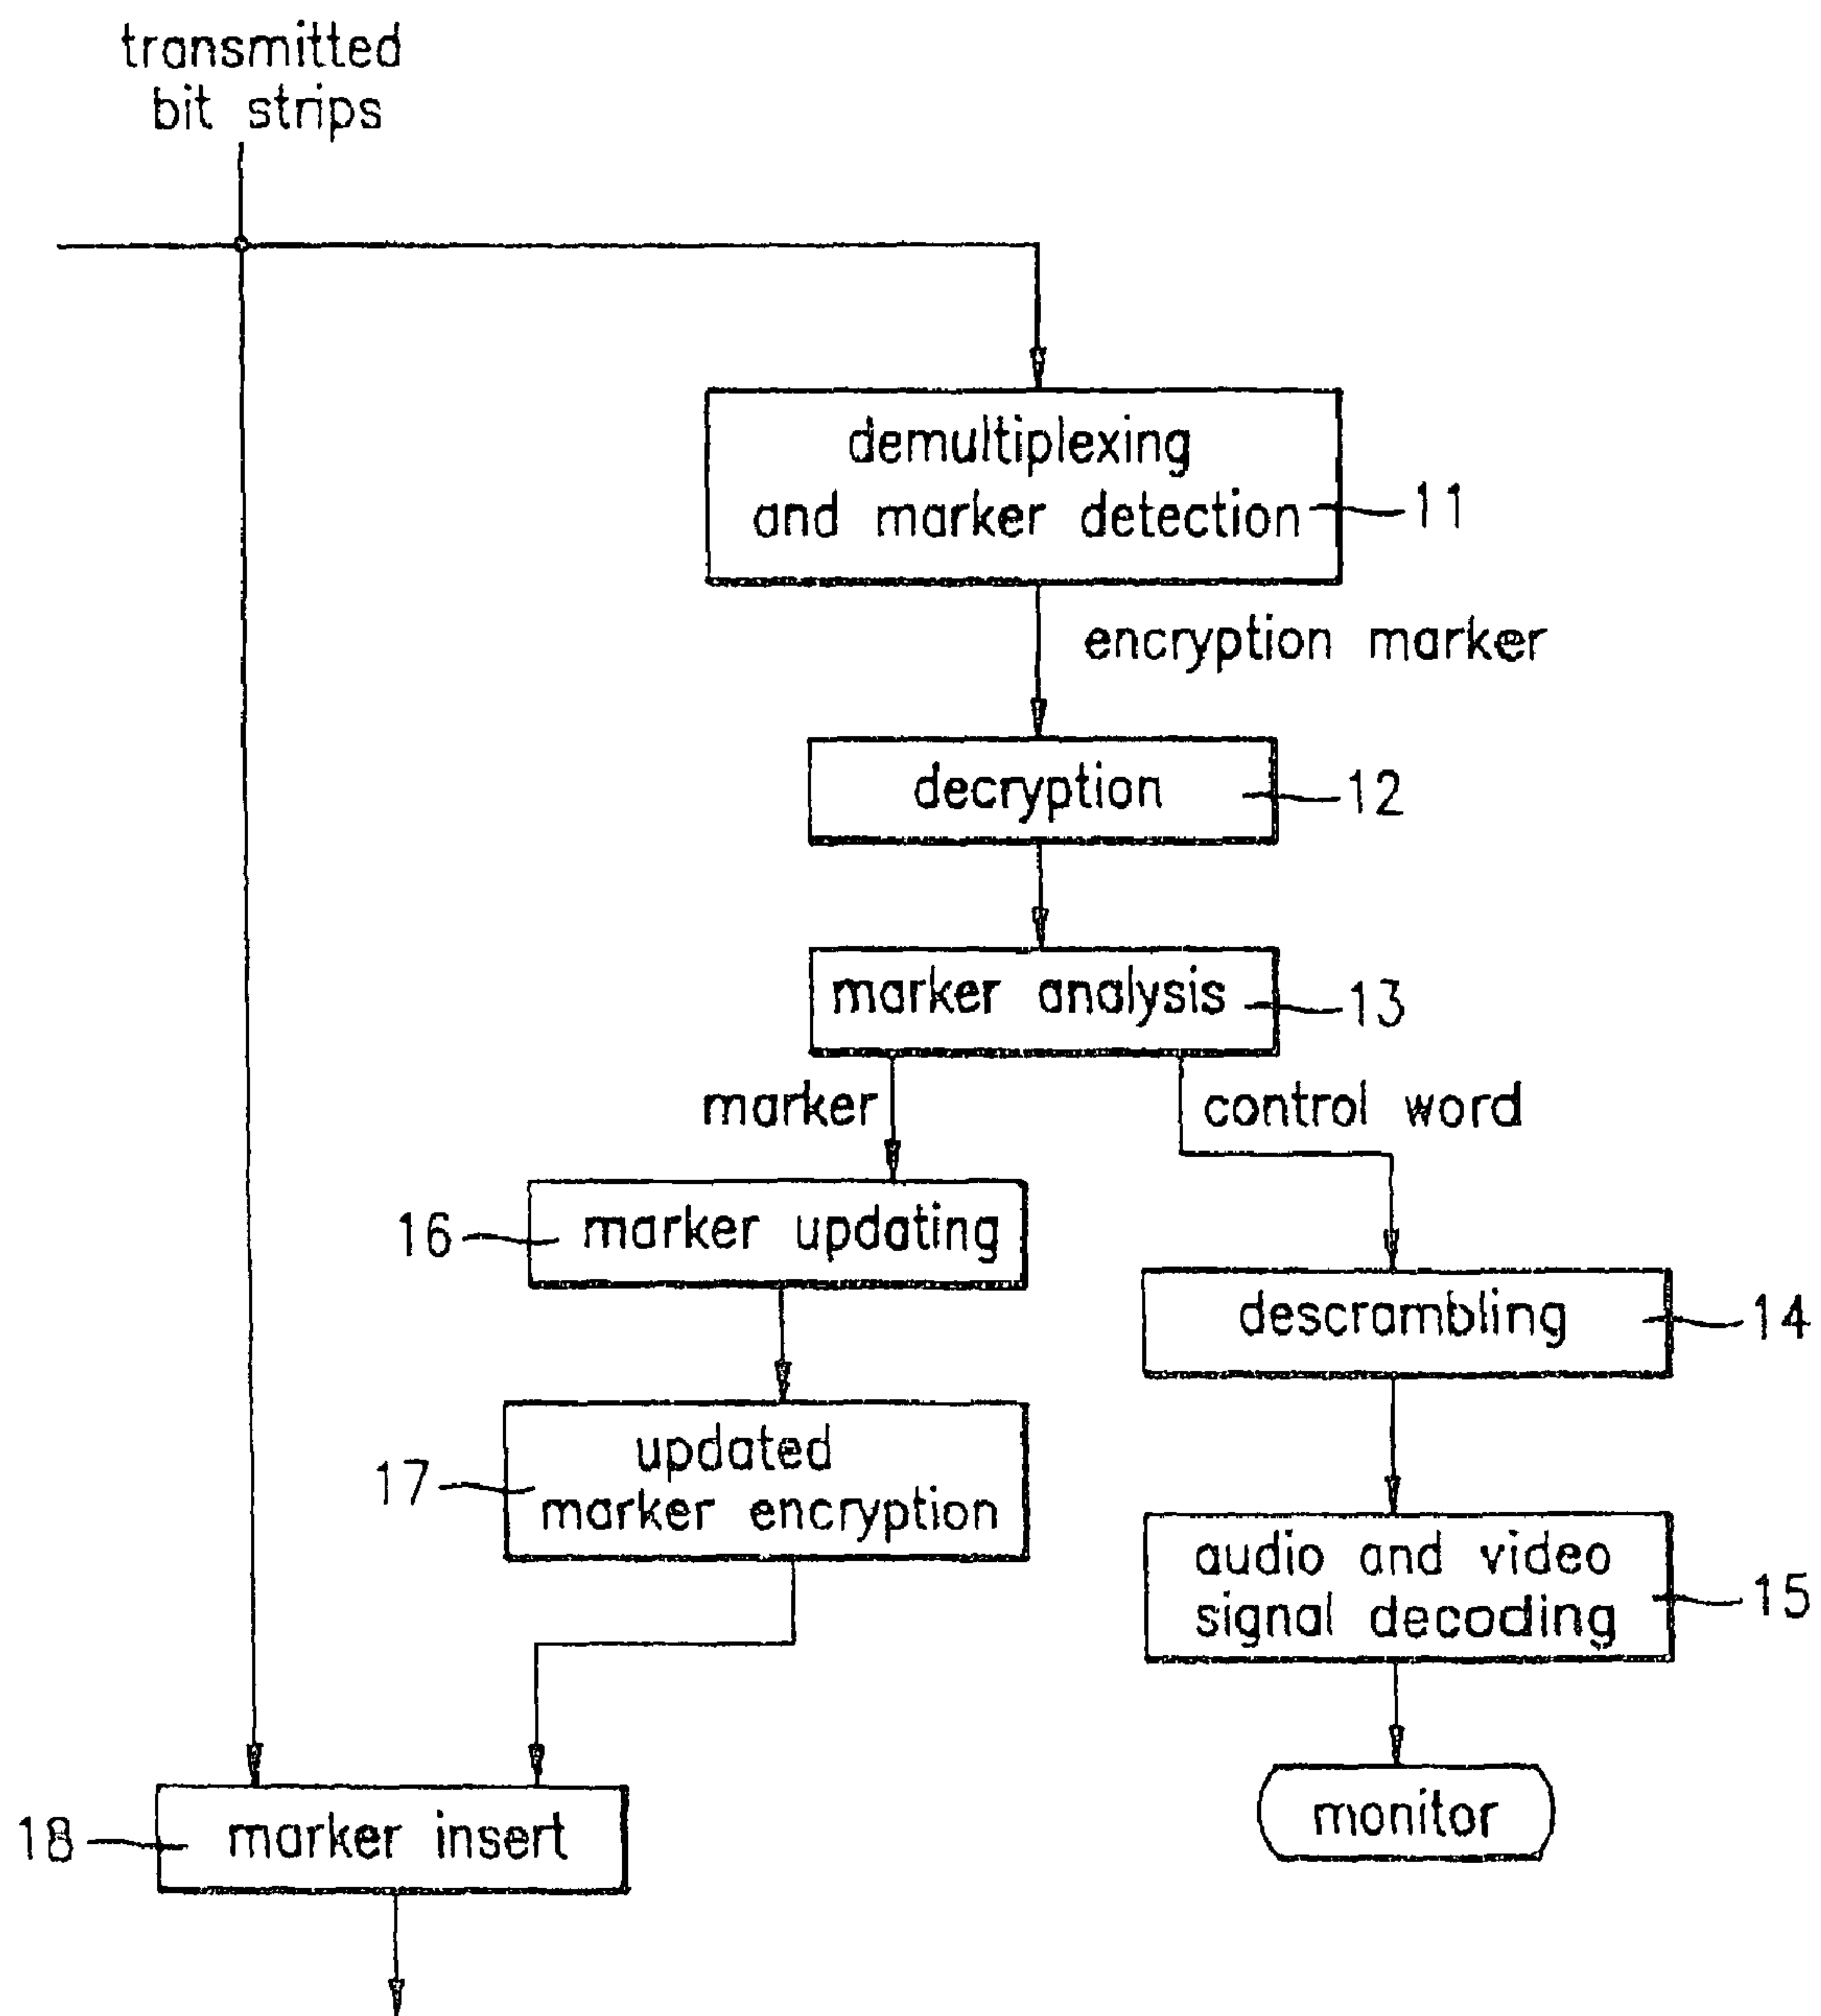 transmitted
bit strips
demultiplexing
and marker detection
11
encryption marker
decryption
12
marker analysis
13
marker
control word
16
marker updating
descrambling
14
updated
marker encryption
17
audio and video
signal decoding
15
18
marker insert
monitor